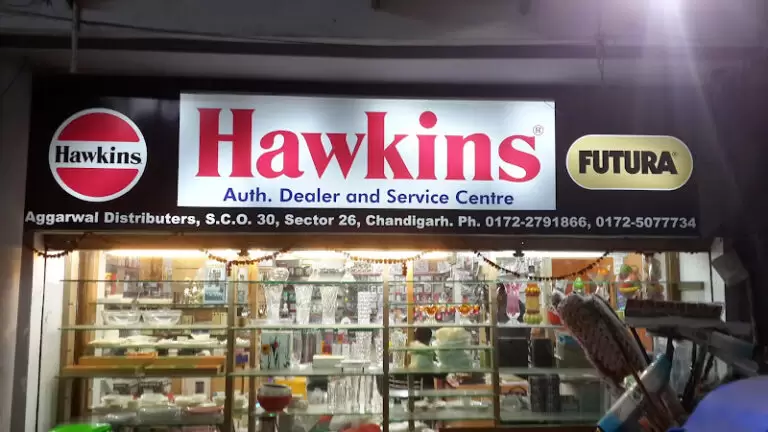 Hawkins
Hawkins®
Auth. Dealer and Service Centre
FUTURA®
Aggarwal Distributers, S.C.O. 30, Sector 26, Chandigarh. Ph. 0172-2791866, 0172-5077734